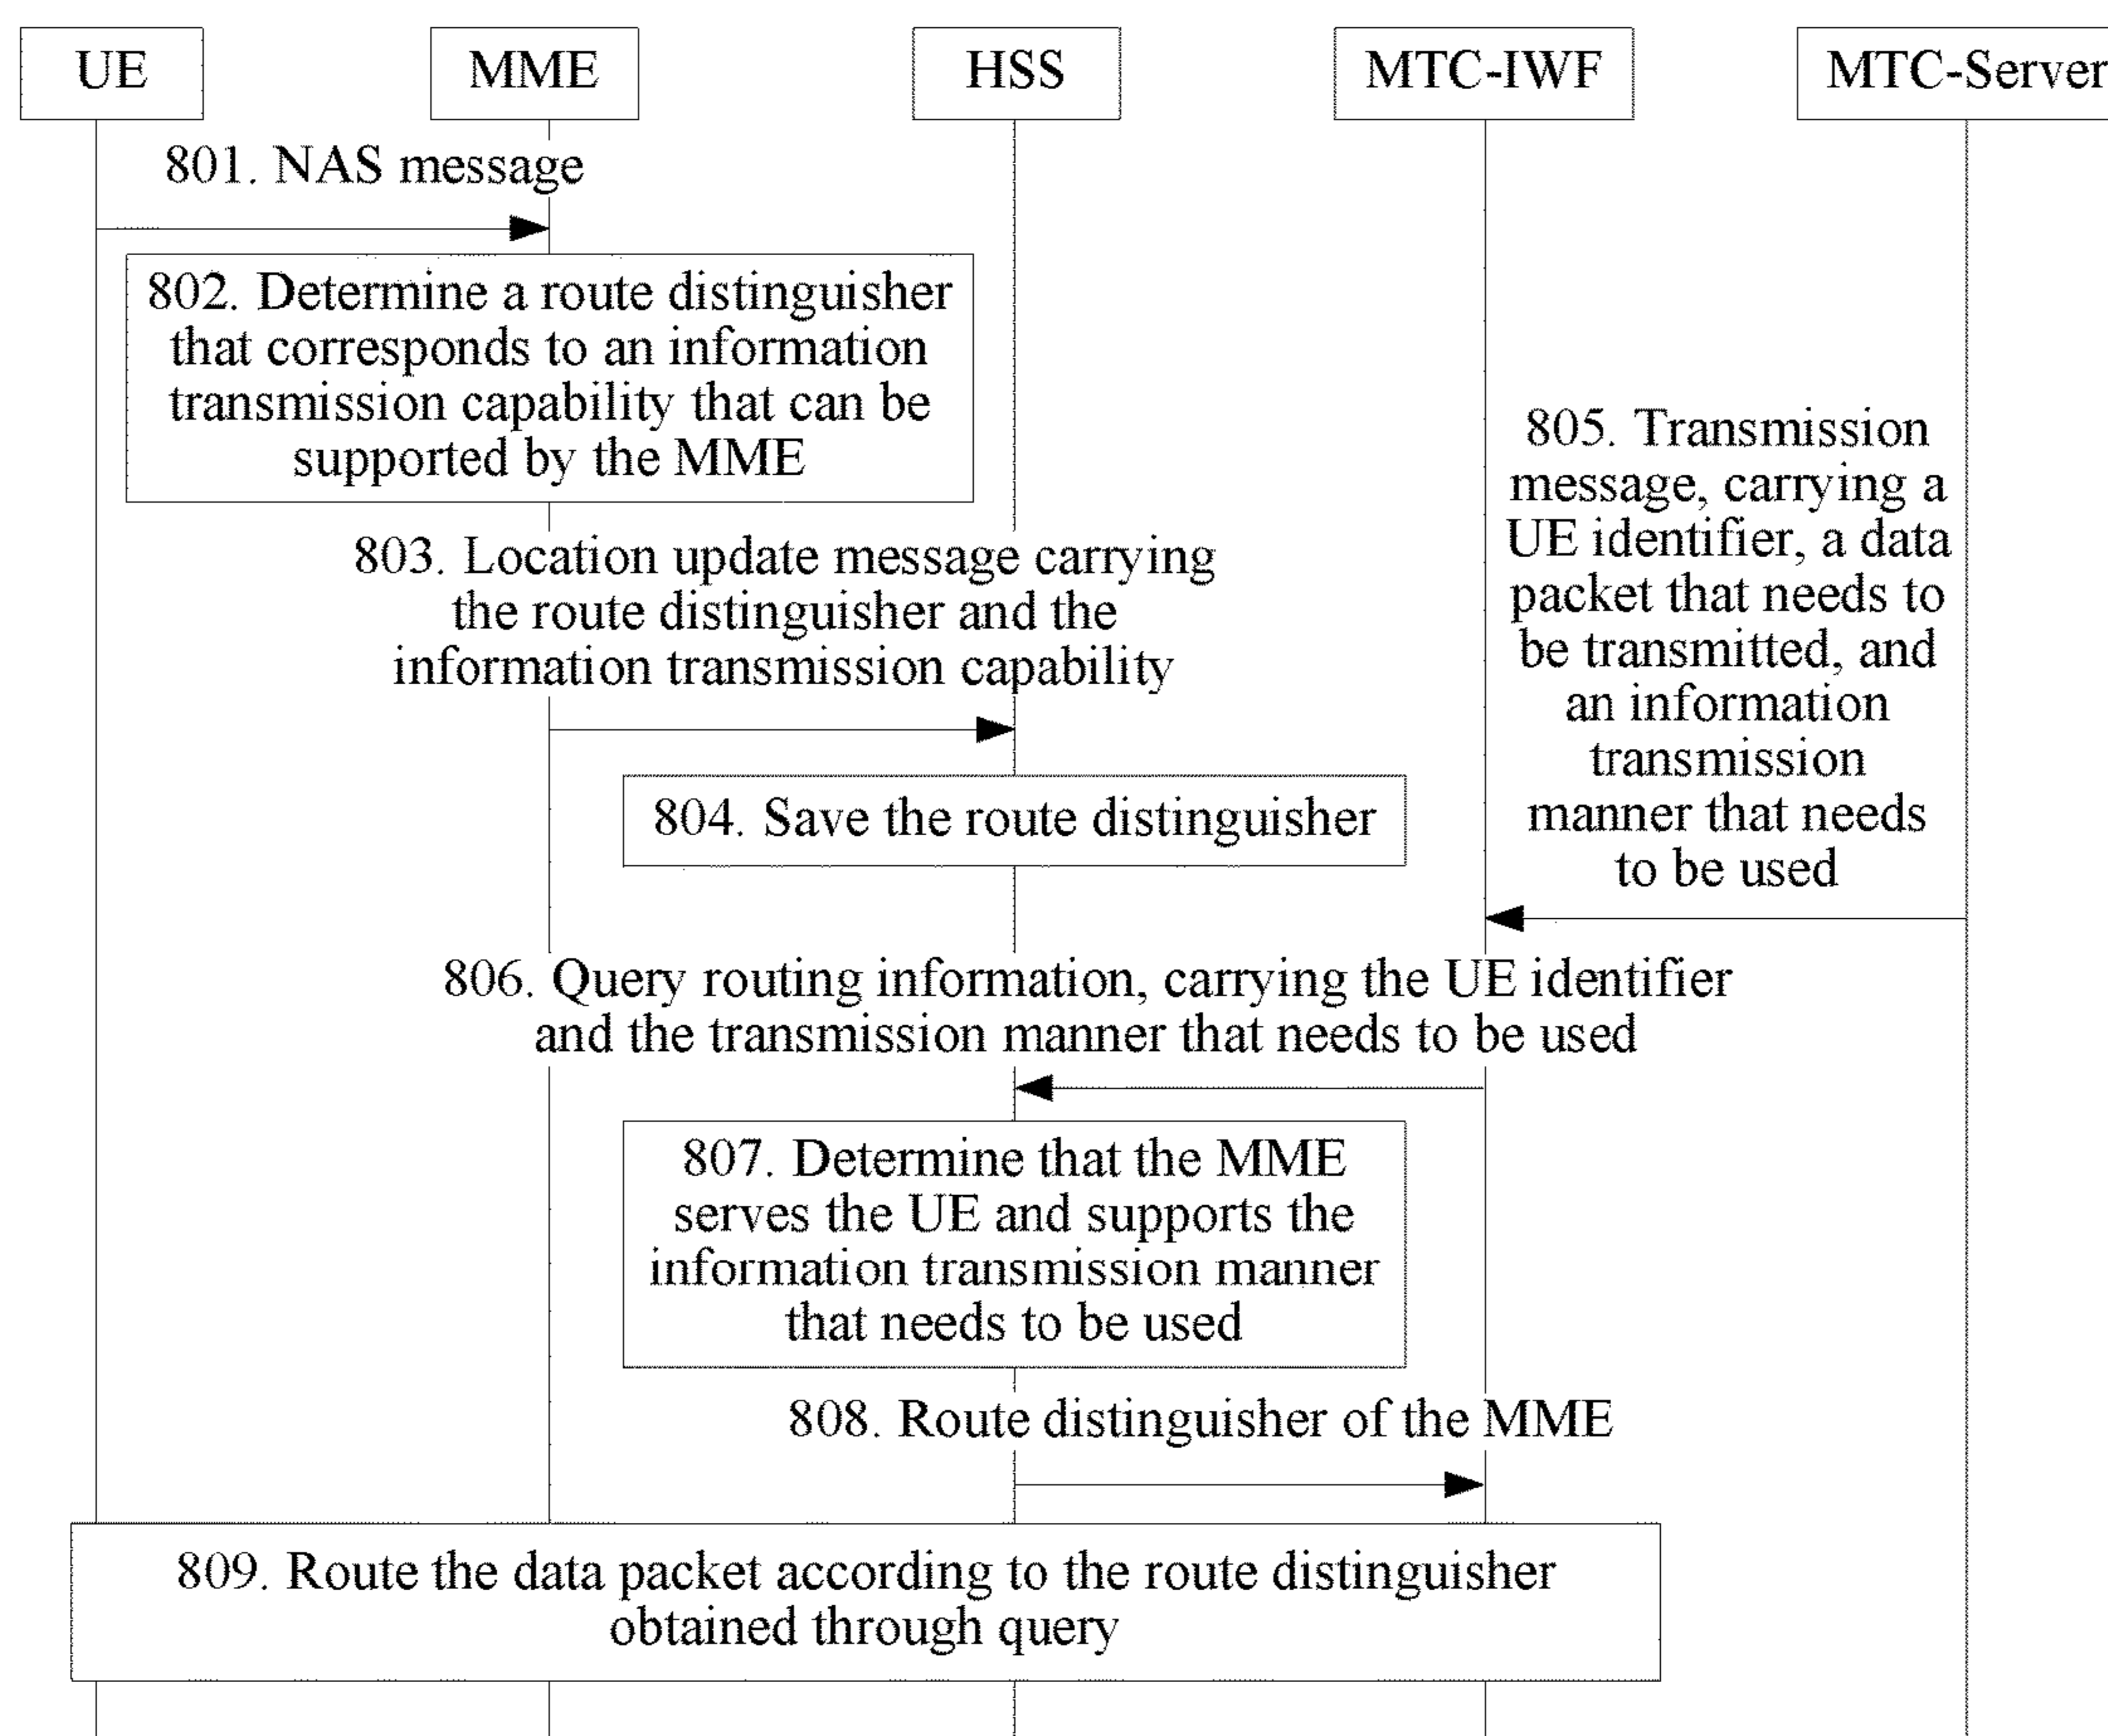 UE
MME
HSS
MTC-IWF
MTC-Server
801. NAS message
802. Determine a route distinguisher
that corresponds to an information
transmission capability that can be
supported by the MME
803. Location update message carrying
the route distinguisher and the
information transmission capability
804. Save the route distinguisher
805. Transmission
message, carrying a
UE identifier, a data
packet that needs to
be transmitted, and
an information
transmission
manner that needs
to be used
806. Query routing information, carrying the UE identifier
and the transmission manner that needs to be used
807. Determine that the MME
serves the UE and supports the
information transmission manner
that needs to be used
808. Route distinguisher of the MME
809. Route the data packet according to the route distinguisher
obtained through query